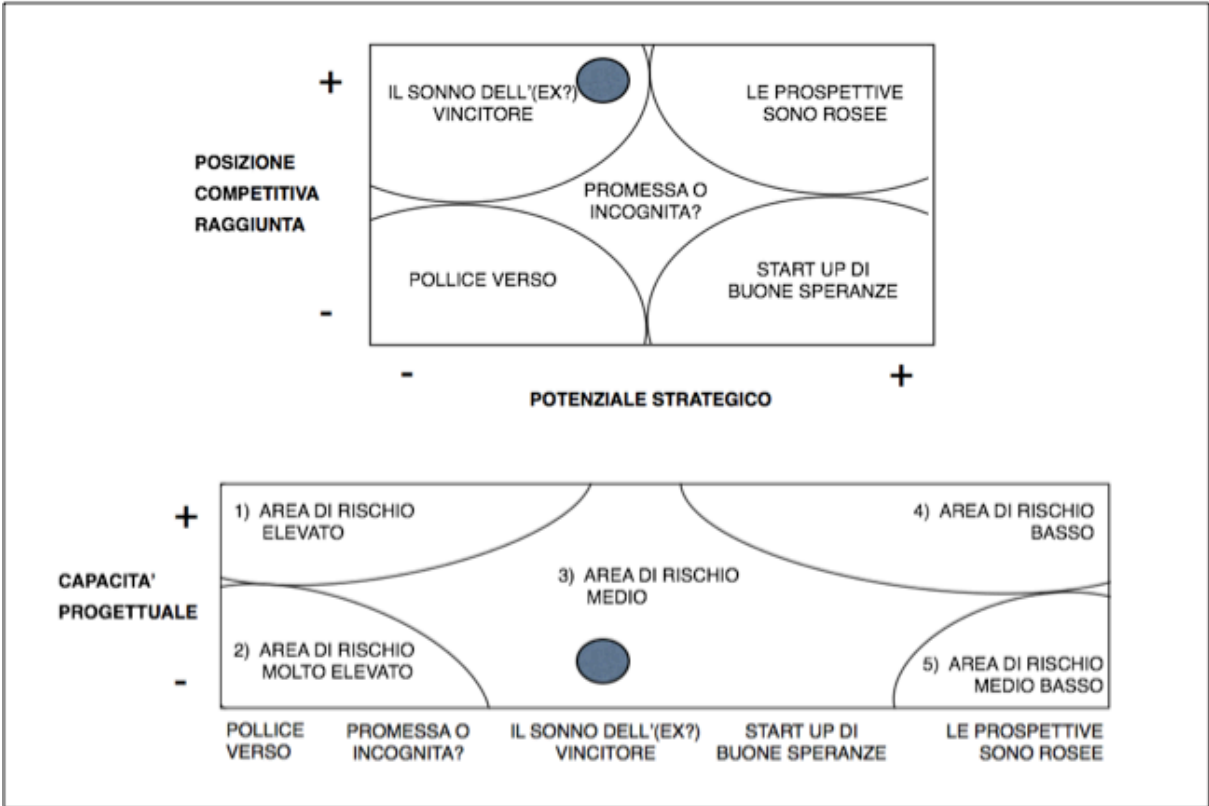 +
IL SONNO DELL'(EX?)
VINCITORE
LE PROSPETTIVE
SONO ROSEE
POSIZIONE
COMPETITIVA
RAGGIUNTA
PROMESSA O
INCOGNITA?
POLLICE VERSO
START UP DI
BUONE SPERANZE
-
-
+
POTENZIALE STRATEGICO
+
1) AREA DI RISCHIO
ELEVATO
4) AREA DI RISCHIO
BASSO
CAPACITA'
PROGETTUALE
3) AREA DI RISCHIO
MEDIO
2) AREA DI RISCHIO
MOLTO ELEVATO
5) AREA DI RISCHIO
MEDIO BASSO
-
POLLICE
VERSO
PROMESSA O
INCOGNITA?
IL SONNO DELL'(EX?)
VINCITORE
START UP DI
BUONE SPERANZE
LE PROSPETTIVE
SONO ROSEE